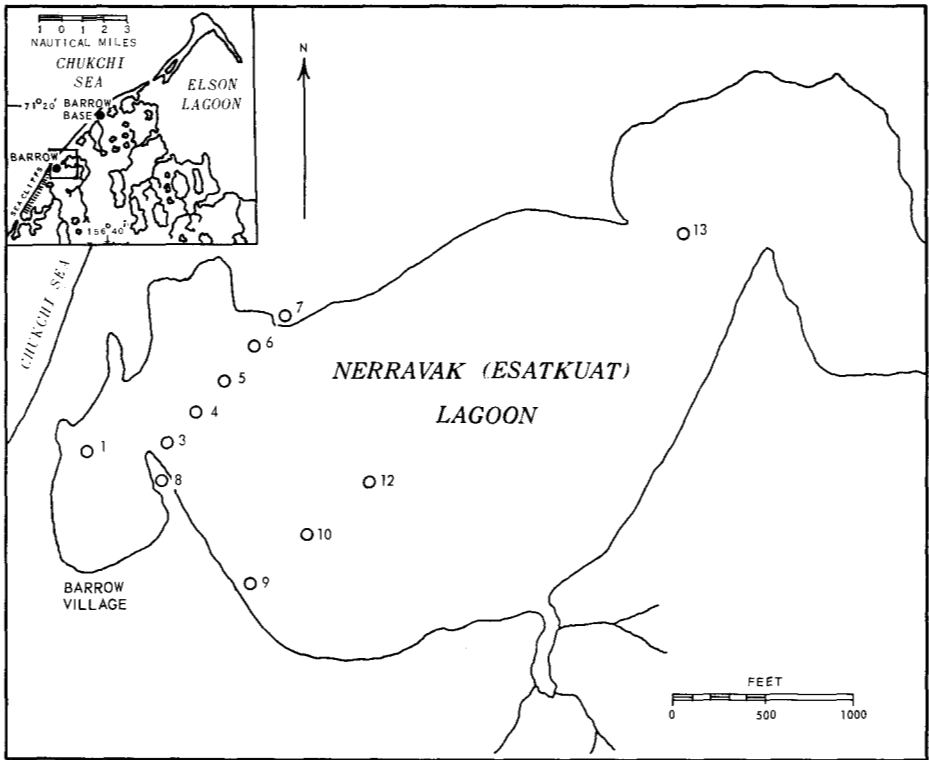 1 0 1 2 3
NAUTICAL MILES
CHUKCHI
SEA
ELSON
LAGOON
71°20'
BARROW
BASE
BARROW
SEA CLIFFS
156°40'
N
CHUKCHI SEA
13
7
6
5
4
3
1
8
12
10
9
NERRAVAK (ESATKUAT)
LAGOON
BARROW
VILLAGE
FEET
0 500 1000